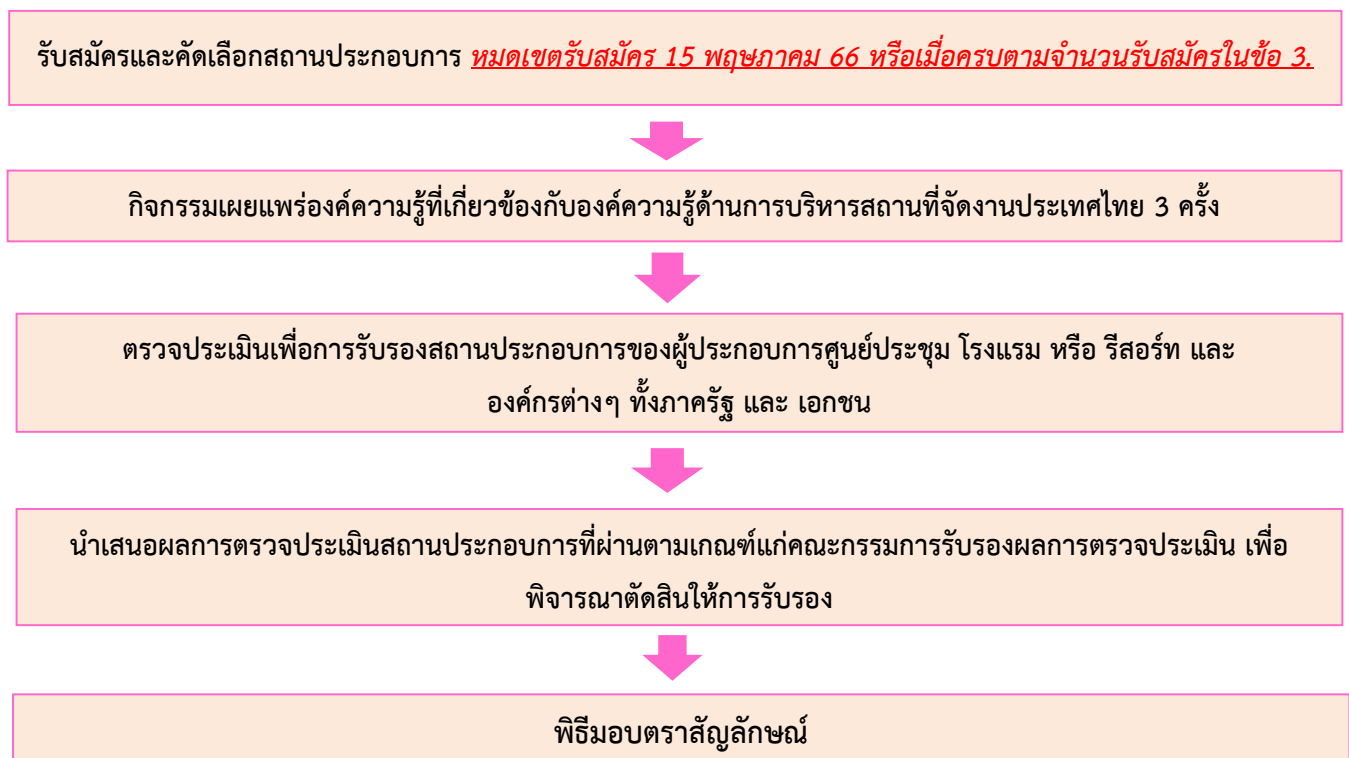 รับสมัครและคัดเลือกสถานประกอบการ หมดเขตรับสมัคร 15 พฤษภาคม 66 หรือเมื่อครบตามจำนวนรับสมัครในข้อ 3.
กิจกรรมเผยแพร่องค์ความรู้ที่เกี่ยวข้องกับองค์ความรู้ด้านการบริหารสถานที่จัดงานประเทศไทย 3 ครั้ง
ตรวจประเมินเพื่อการรับรองสถานประกอบการของผู้ประกอบการศูนย์ประชุม โรงแรม หรือ รีสอร์ท และ
องค์กรต่างๆ ทั้งภาครัฐ และ เอกชน
นำเสนอผลการตรวจประเมินสถานประกอบการที่ผ่านตามเกณฑ์แก่คณะกรรมการรับรองผลการตรวจประเมิน เพื่อ
พิจารณาตัดสินให้การรับรอง
พิธีมอบตราสัญลักษณ์